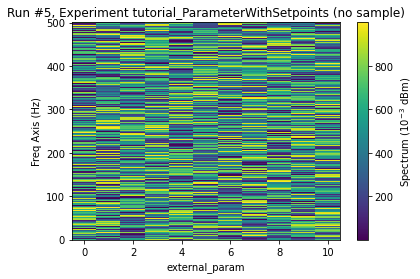 Run #5, Experiment tutorial_ParameterWithSetpoints (no sample)
500
400
300
200
100
0
Freq Axis (Hz)
0 2 4 6 8 10
external_param
800
600
400
200
Spectrum (10⁻³ dBm)